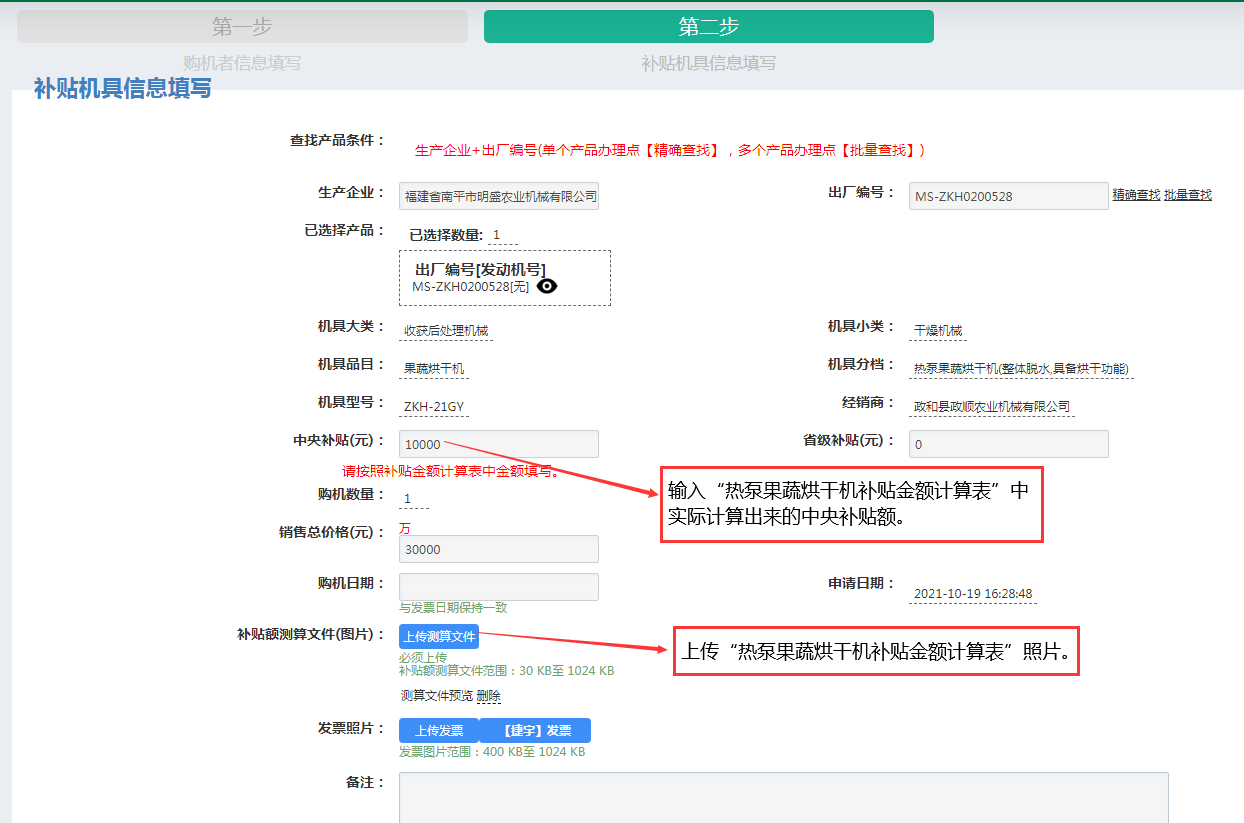 第一步
第二步
购机者信息填写
补贴机具信息填写
补贴机具信息填写
查找产品条件：
生产企业+出厂编号(单个产品办理点【精确查找】，多个产品办理点【批量查找】)
生产企业： 福建省南平市明盛农业机械有限公司
出厂编号： MS-ZKH0200528 精确查找 批量查找
已选择产品： 已选择数量: 1
出厂编号[发动机号]
MS-ZKH0200528[无]
机具大类： 收获后处理机械
机具小类： 干燥机械
机具品目： 果蔬烘干机
机具分档： 热泵果蔬烘干机(整体脱水,具备烘干功能)
机具型号： ZKH-21GY
经销商： 政和县政顺农业机械有限公司
中央补贴(元)： 10000
省级补贴(元)： 0
请按照补贴金额计算表中金额填写。
输入“热泵果蔬烘干机补贴金额计算表”中
实际计算出来的中央补贴额。
购机数量： 1
销售总价格(元)： 万
30000
购机日期：
与发票日期保持一致
申请日期： 2021-10-19 16:28:48
补贴额测算文件(图片)： 上传测算文件
必须上传
补贴额测算文件范围：30 KB至 1024 KB
上传“热泵果蔬烘干机补贴金额计算表”照片。
测算文件预览 删除
发票照片： 上传发票 【捷宇】发票
发票图片范围：400 KB至 1024 KB
备注：